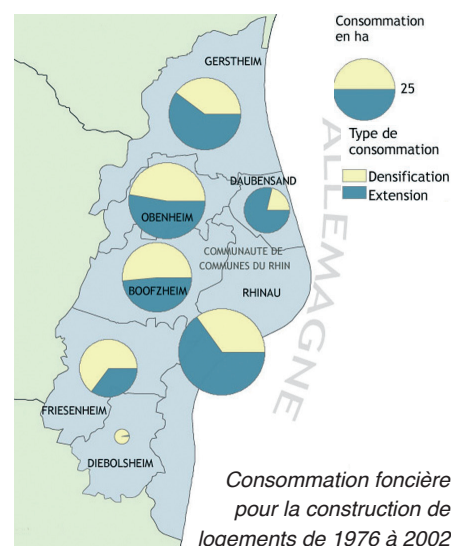 Consommation
en ha
25
Type de
consommation
Densification
Extension
GERSTHEIM
DAUBENSAND
OBENHEIM
COMMUNAUTE DE
COMMUNES DU RHIN
BOOFZHEIM
RHINAU
FRIESENHEIM
DIEBOLSHEIM
ALLEMAGNE
Consommation foncière
pour la construction de
logements de 1976 à 2002